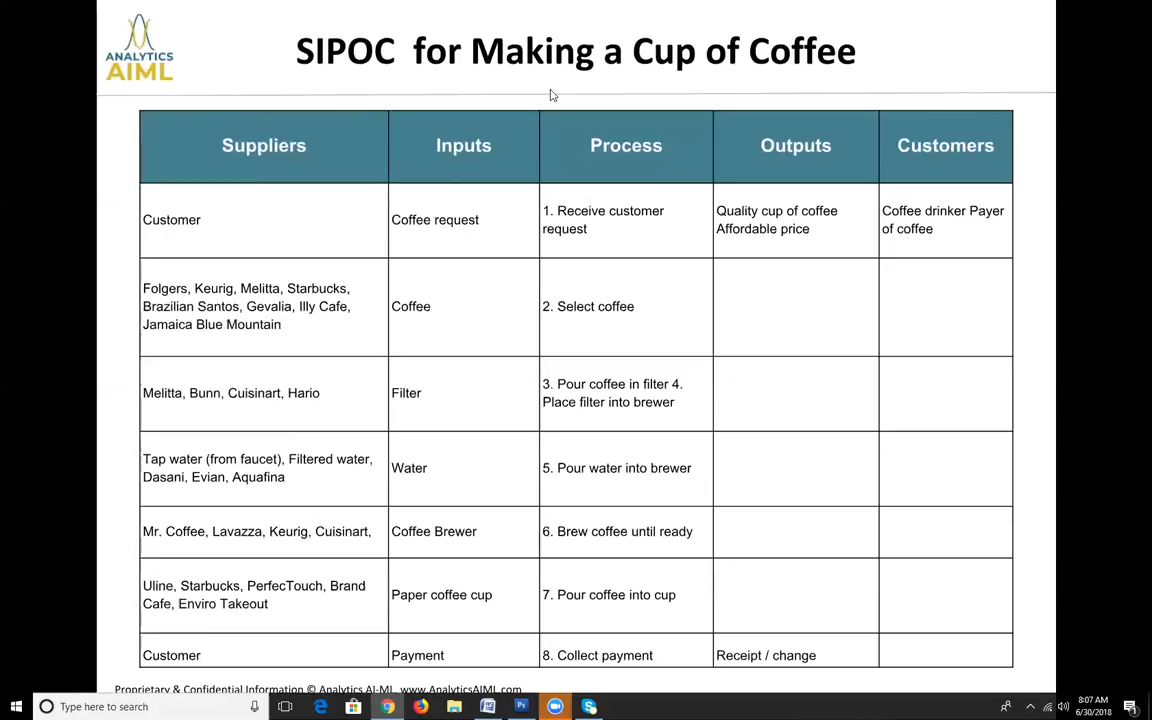 ANALYTICS
AIML
SIPOC for Making a Cup of Coffee
Suppliers
Inputs
Process
Outputs
Customers
Customer
Coffee request
1. Receive customer
request
Quality cup of coffee
Affordable price
Coffee drinker Payer
of coffee
Folgers, Keurig, Melitta, Starbucks,
Brazilian Santos, Gevalia, Illy Cafe,
Jamaica Blue Mountain
Coffee
2. Select coffee
Melitta, Bunn, Cuisinart, Hario
Filter
3. Pour coffee in filter 4.
Place filter into brewer
Tap water (from faucet), Filtered water,
Dasani, Evian, Aquafina
Water
5. Pour water into brewer
Mr. Coffee, Lavazza, Keurig, Cuisinart,
Coffee Brewer
6. Brew coffee until ready
Uline, Starbucks, PerfecTouch, Brand
Cafe, Enviro Takeout
Paper coffee cup
7. Pour coffee into cup
Customer
Payment
8. Collect payment
Receipt / change
Proprietary & Confidential Information © Analytics AI-ML, www.AnalyticsAIML.com
Type here to search
8:07 AM
6/30/2018